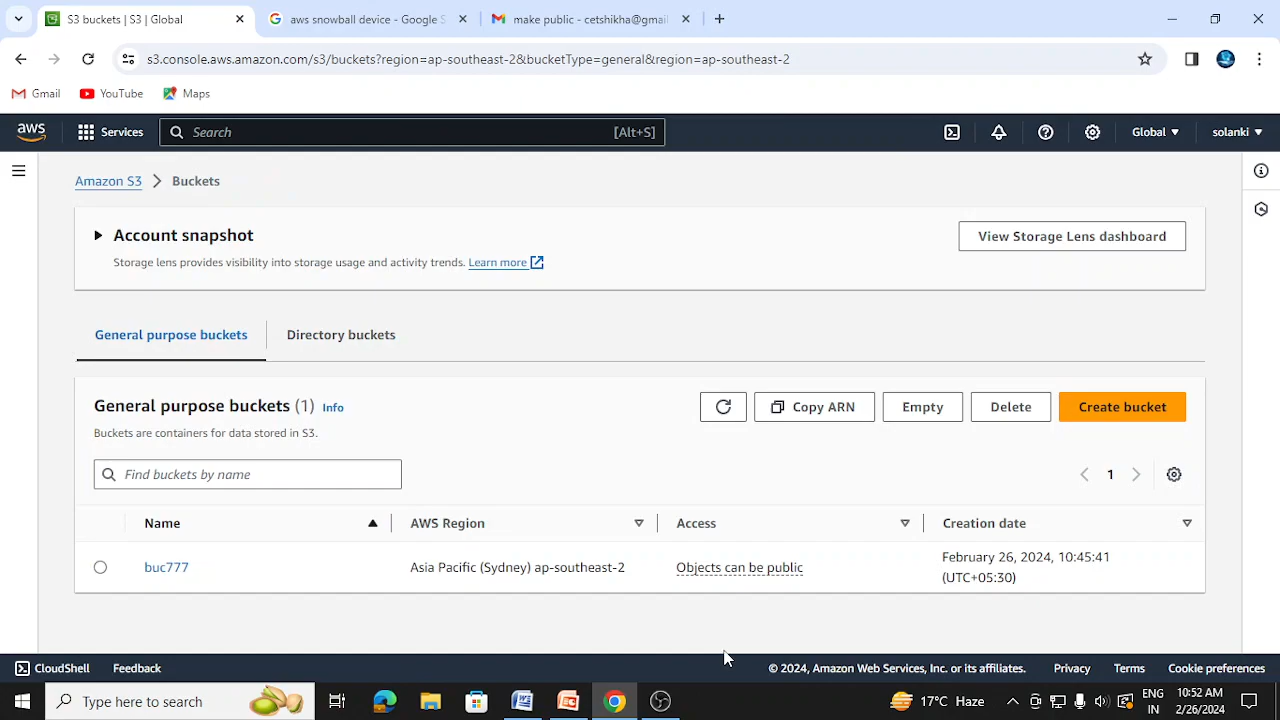 S3 buckets | S3 | Global
aws snowball device - Google S
make public - cetshikha@gmail
s3.console.aws.amazon.com/s3/buckets?region=ap-southeast-2&bucketType=general&region=ap-southeast-2
Gmail YouTube Maps
aws Services Search [Alt+S] Global solanki
Amazon S3 Buckets
Account snapshot
View Storage Lens dashboard
Storage lens provides visibility into storage usage and activity trends. Learn more
General purpose buckets Directory buckets
General purpose buckets (1) Info
Copy ARN Empty Delete Create bucket
Buckets are containers for data stored in S3.
Find buckets by name
1
Name AWS Region Access Creation date
buc777 Asia Pacific (Sydney) ap-southeast-2 Objects can be public February 26, 2024, 10:45:41
(UTC+05:30)
CloudShell Feedback © 2024, Amazon Web Services, Inc. or its affiliates. Privacy Terms Cookie preferences
Type here to search
17°C Haze
ENG
IN
10:52 AM
2/26/2024